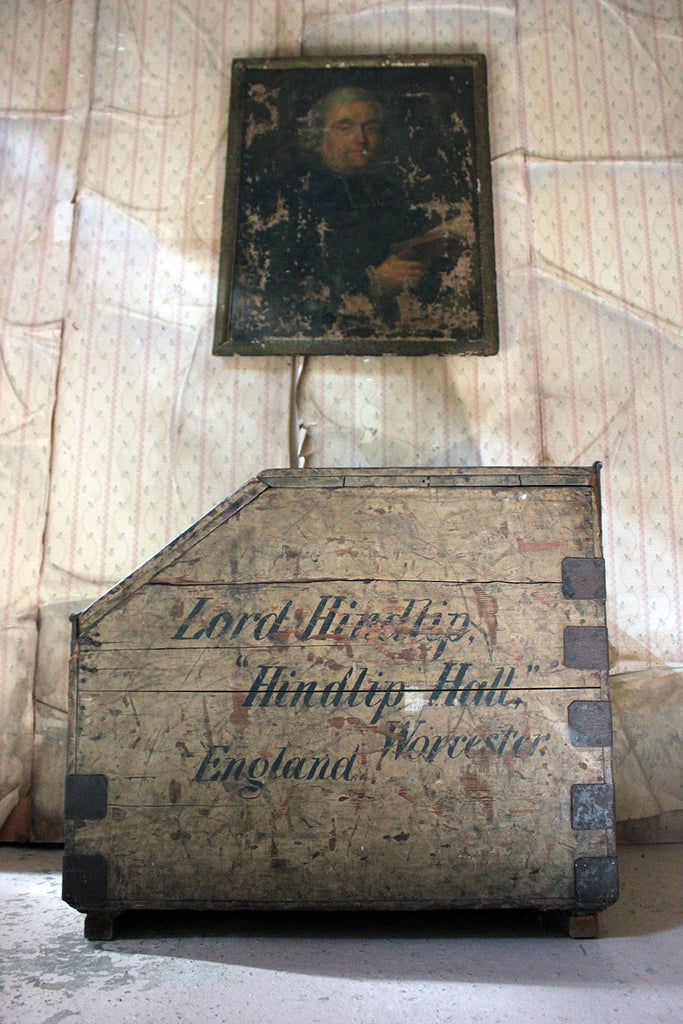 Lord Hindlip,
"Hindlip Hall,"
Worcester.
England